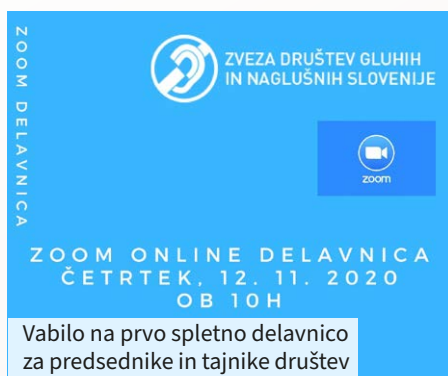 ZOOM DELAVNICA
ZVEZA DRUŠTEV GLUHIH
IN NAGLUŠNIH SLOVENIJE
zoom
ZOOM ONLINE DELAVNICA
ČETRTEK, 12. 11. 2020
OB 10H
Vabilo na prvo spletno delavnico
za predsednike in tajnike društev